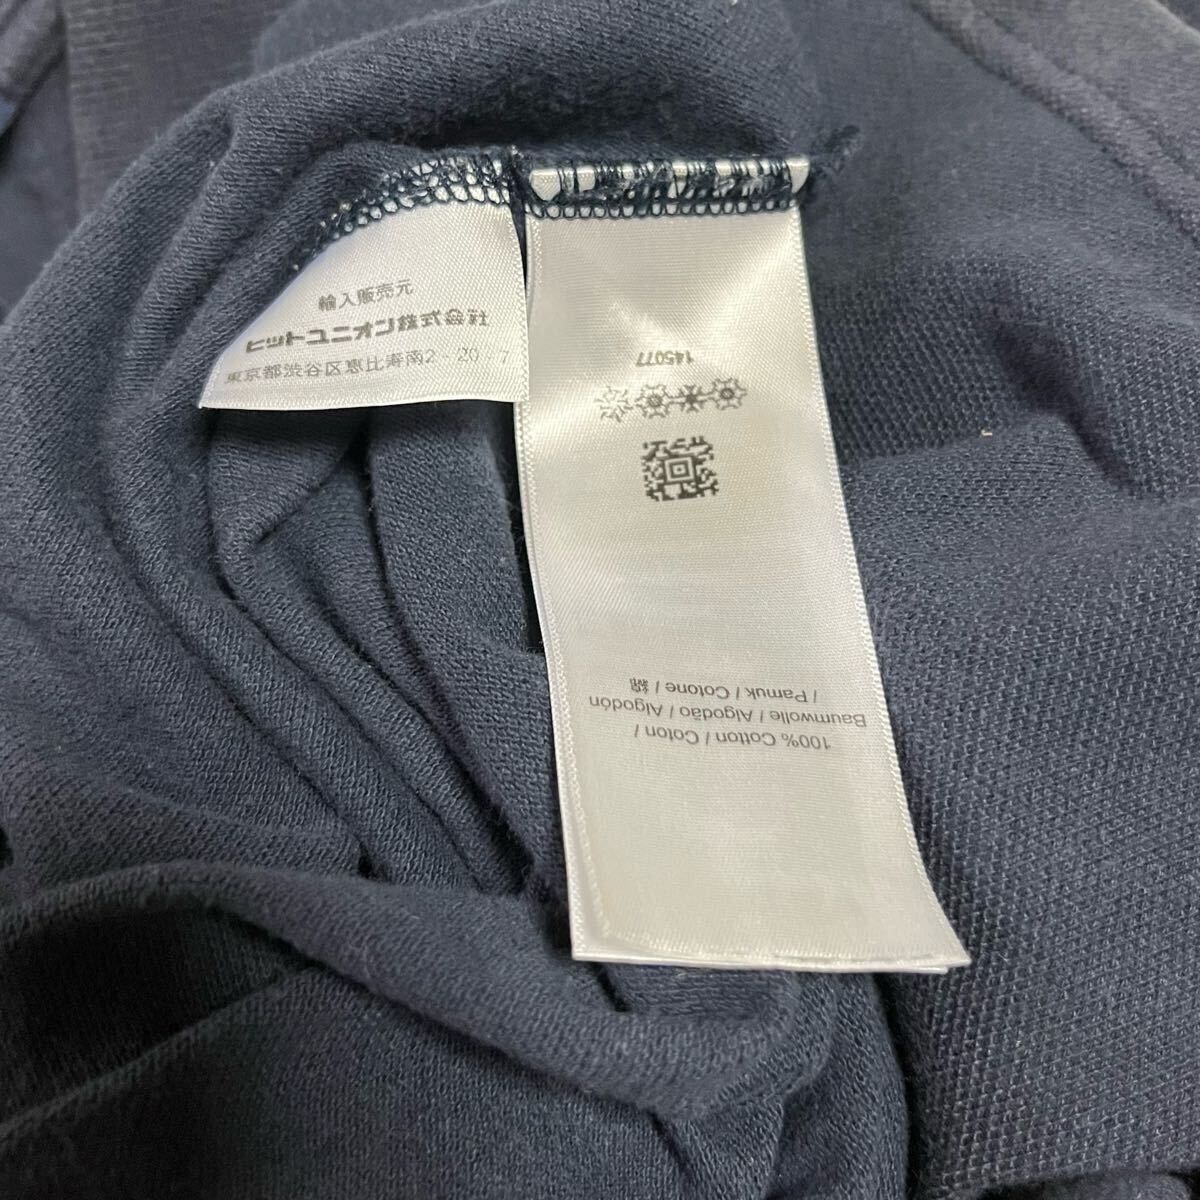 輸入販売元
ヒットユニオン株式会社
東京都渋谷区恵比寿南2-20-7
100% Cotton / Coton /
Baumwolle / Algodão / Algodón
/ Pamuk / Cotone / 綿
145077